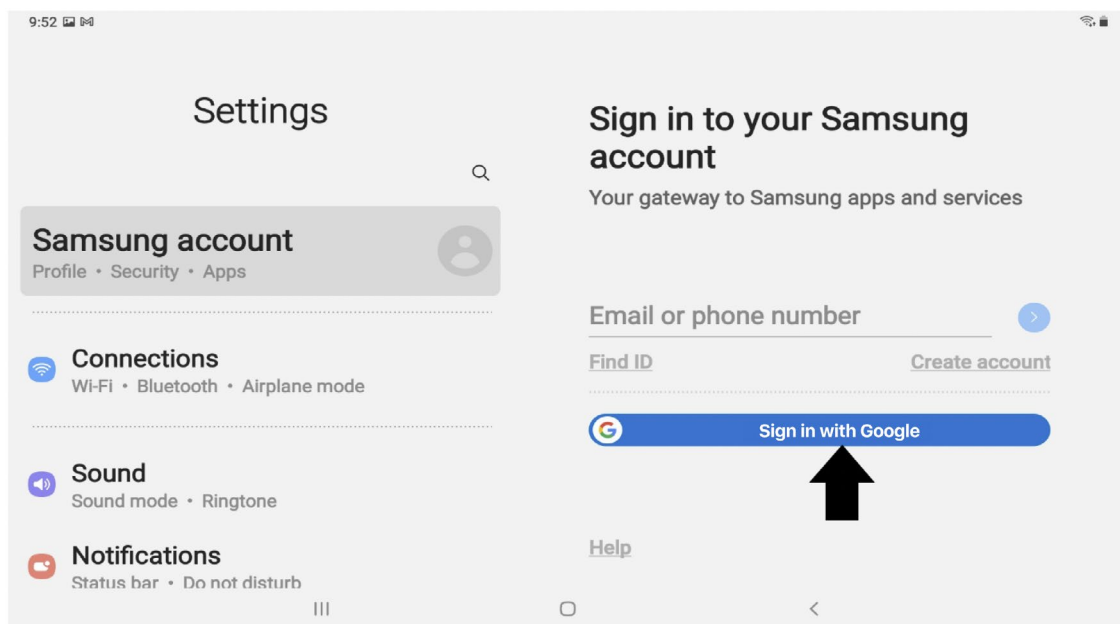 9:52
Settings
Samsung account
Profile • Security • Apps
Connections
Wi-Fi • Bluetooth • Airplane mode
Sound
Sound mode • Ringtone
Notifications
Status bar • Do not disturb
Sign in to your Samsung
account
Your gateway to Samsung apps and services
Email or phone number
Find ID
Create account
Sign in with Google
Help